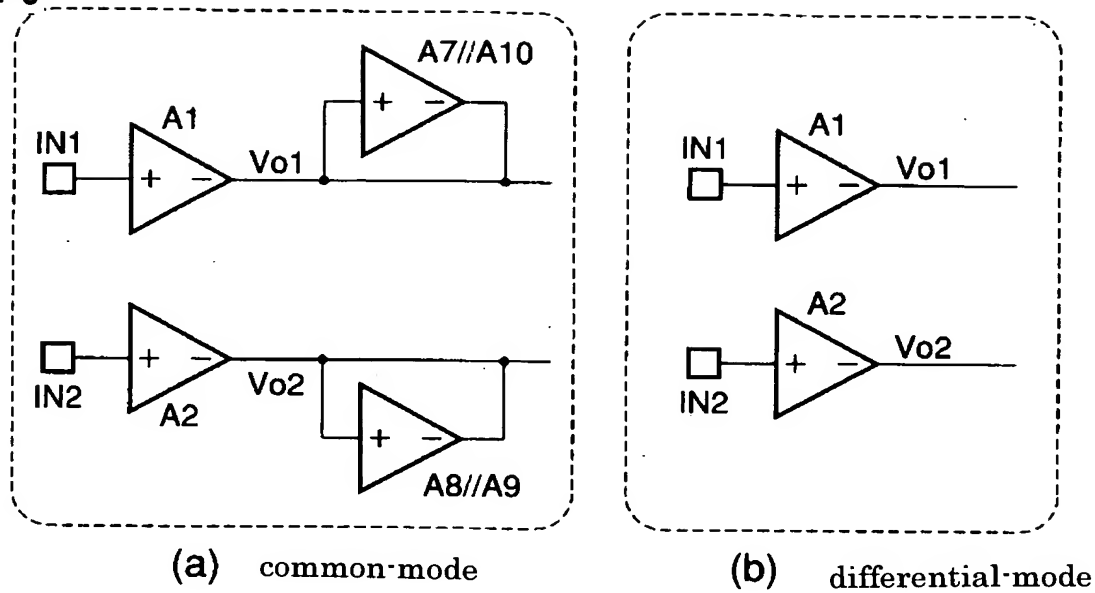 A7//A10
+ -
A1
IN1
+ -
Vo1
+ -
IN2
Vo2
A2
+ -
A8//A9
(a) common-mode
A1
IN1
+ -
Vo1
A2
IN2
+ -
Vo2
(b) differential-mode